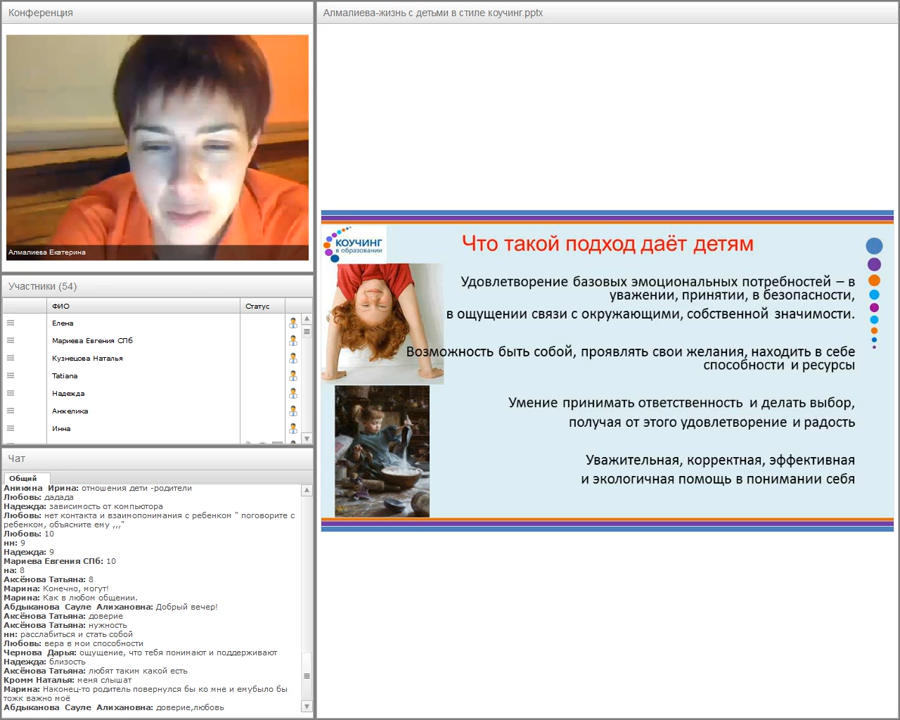 Конференция
Алмалиева Екатерина
Участники (54)
ФИО
Статус
Елена
Мариева Евгения СПб
Кузнецова Наталья
Tatiana
Надежда
Анжелика
Инна
Чат
Общий
Аникина Ирина: отношения дети -родители
Любовь: дадада
Надежда: зависимость от компьютора
Любовь: нет контакта и взаимопонимания с ребенком " поговорите с
ребенком, объясните ему ,,,"
Любовь: 10
нн: 9
Надежда: 9
Мариева Евгения СПб: 10
на: 8
Аксёнова Татьяна: 8
Марина: Конечно, могут!
Марина: Как в любом общении.
Абдыканова Сауле Алихановна: Добрый вечер!
Аксёнова Татьяна: доверие
Аксёнова Татьяна: нужность
нн: расслабиться и стать собой
Любовь: вера в мои способности
Чернова Дарья: ощущение, что тебя понимают и поддерживают
Надежда: близость
Аксёнова Татьяна: любят таким какой есть
Кромм Наталья: меня слышат
Марина: Наконец-то родитель повернулся бы ко мне и емубыло бы
тожк важно моё
Абдыканова Сауле Алихановна: доверие,любовь
Алмалиева-жизнь с детьми в стиле коучинг.pptx
КОУЧИНГ
в образовании
Что такой подход даёт детям
Удовлетворение базовых эмоциональных потребностей – в
уважении, принятии, в безопасности,
в ощущении связи с окружающими, собственной значимости.
Возможность быть собой, проявлять свои желания, находить в себе
способности и ресурсы
Умение принимать ответственность и делать выбор,
получая от этого удовлетворение и радость
Уважительная, корректная, эффективная
и экологичная помощь в понимании себя